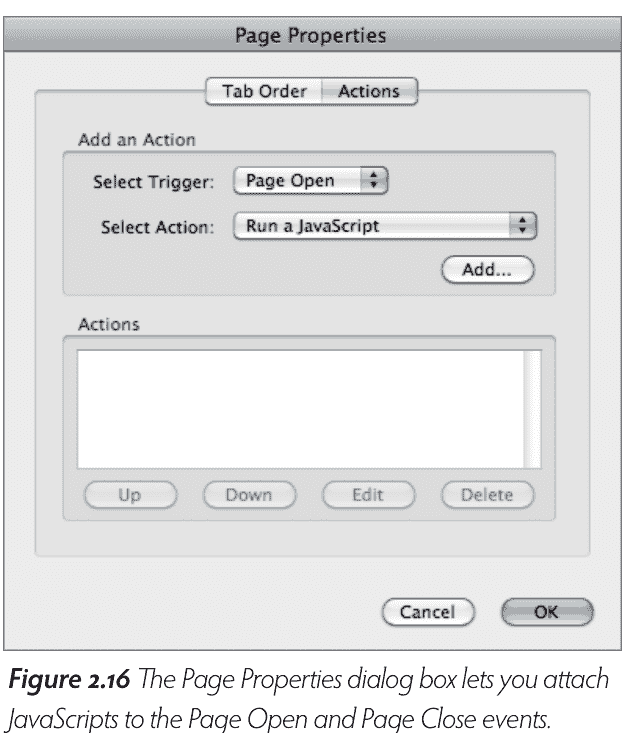 Page Properties
Tab Order Actions
Add an Action
Select Trigger: Page Open
Select Action: Run a JavaScript
Add...
Actions
Up Down Edit Delete
Cancel OK
Figure 2.16 The Page Properties dialog box lets you attach
JavaScripts to the Page Open and Page Close events.